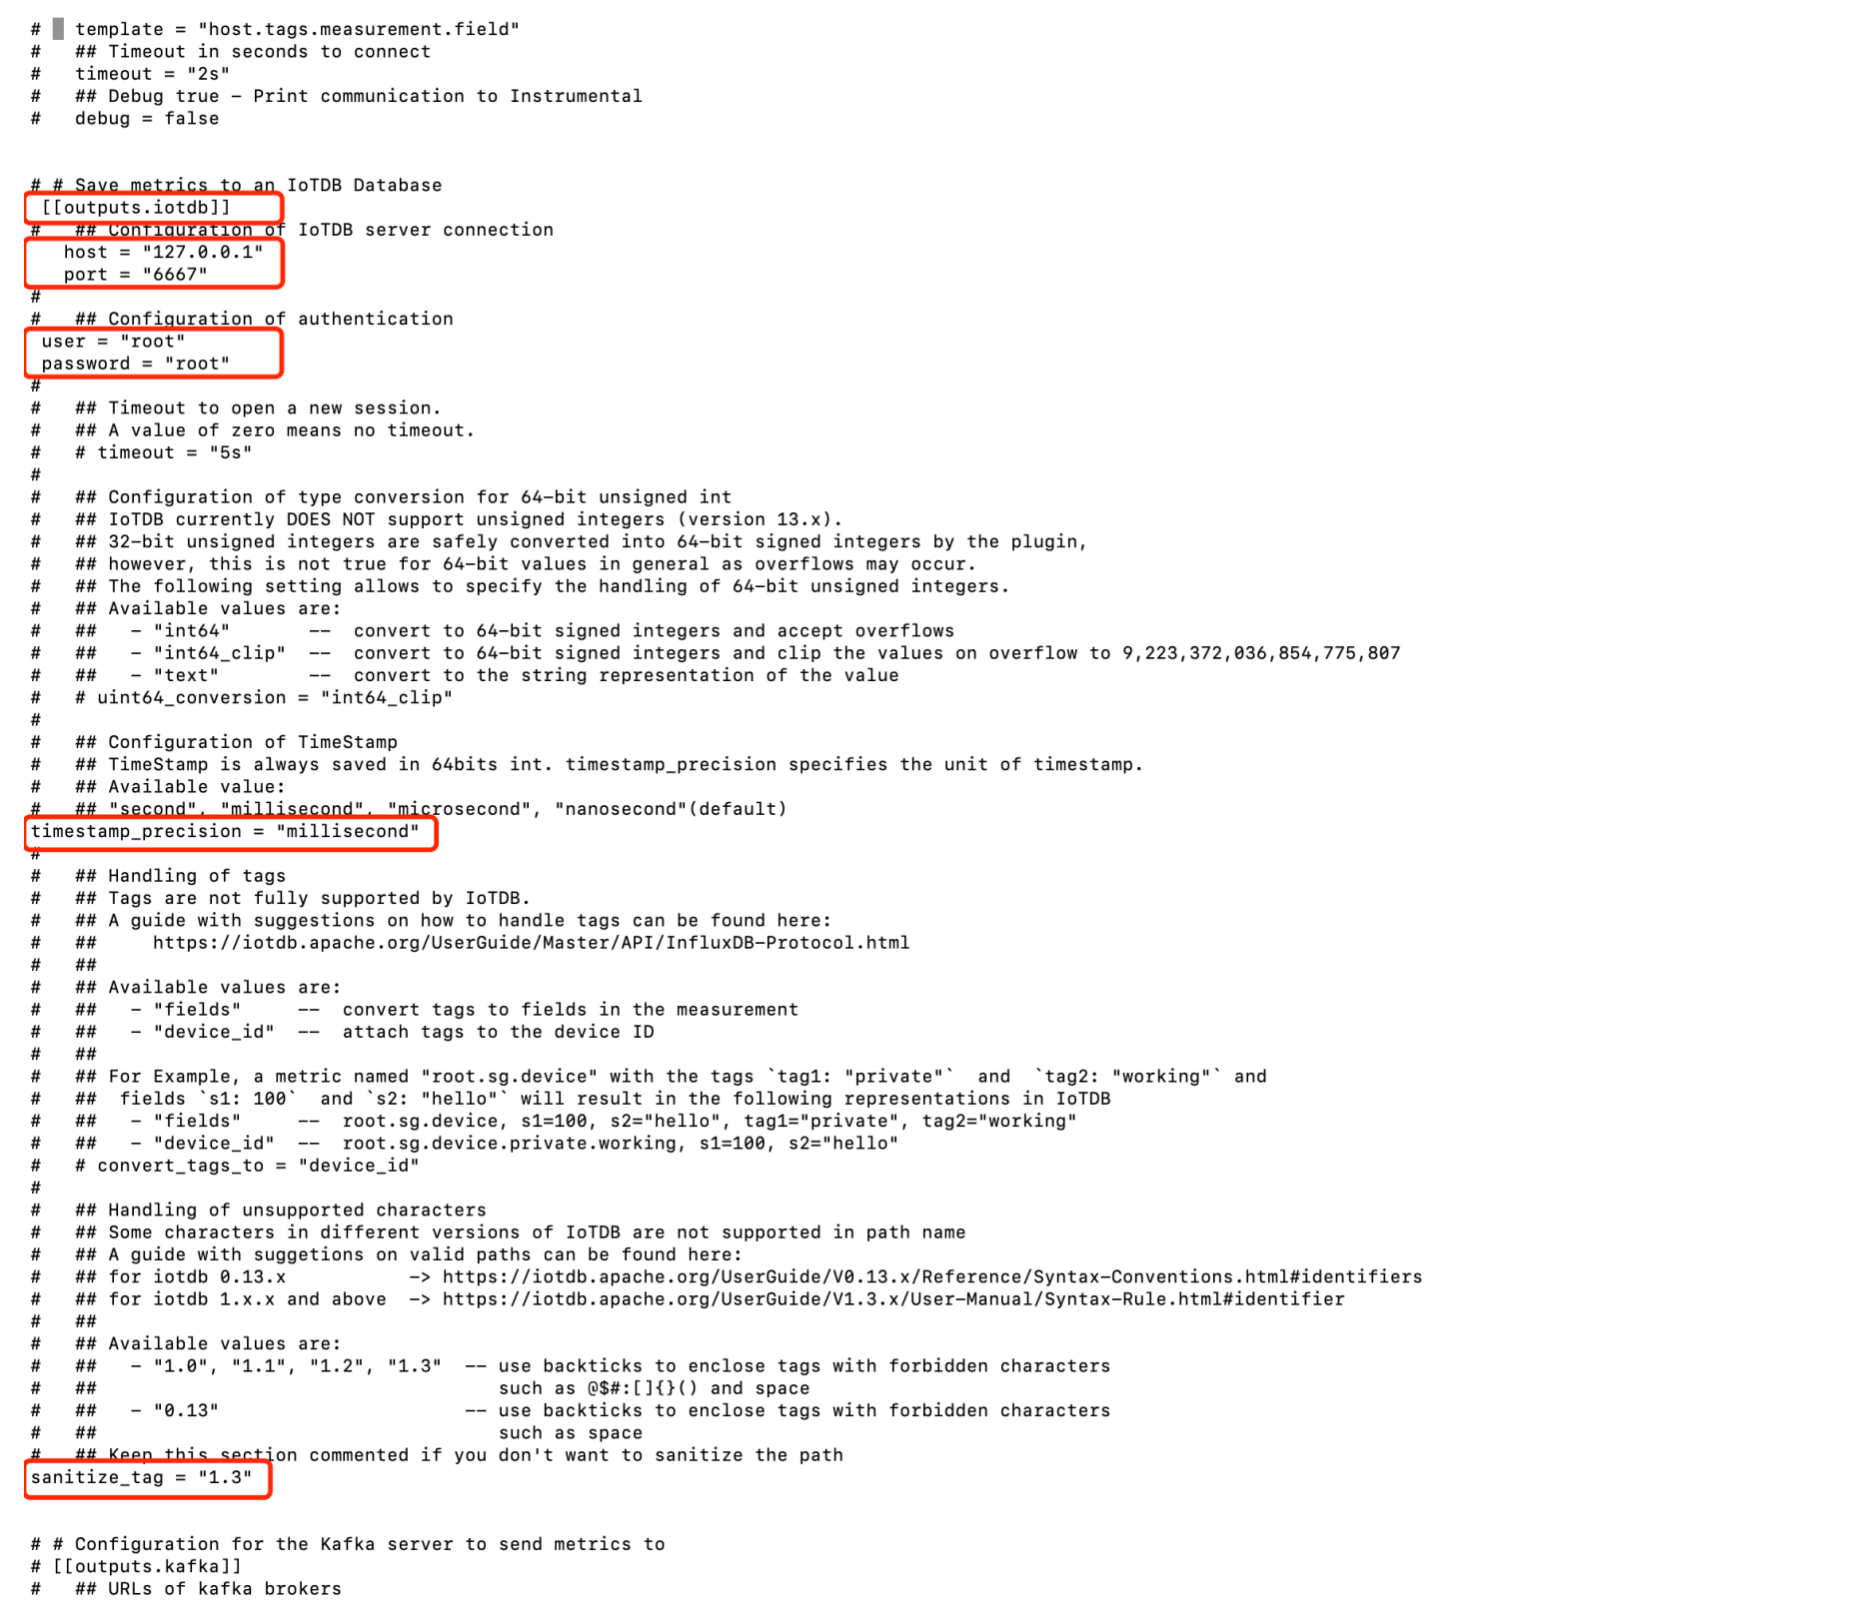 #   template = "host.tags.measurement.field"
#   ## Timeout in seconds to connect
#   timeout = "2s"
#   ## Debug true - Print communication to Instrumental
#   debug = false
# # Save metrics to an IoTDB Database
[[outputs.iotdb]]
#   ## Configuration of IoTDB server connection
host = "127.0.0.1"
port = "6667"
#
#   ## Configuration of authentication
user = "root"
password = "root"
#
#   ## Timeout to open a new session.
#   ## A value of zero means no timeout.
#   # timeout = "5s"
#
#   ## Configuration of type conversion for 64-bit unsigned int
#   ## IoTDB currently DOES NOT support unsigned integers (version 13.x).
#   ## 32-bit unsigned integers are safely converted into 64-bit signed integers by the plugin,
#   ## however, this is not true for 64-bit values in general as overflows may occur.
#   ## The following setting allows to specify the handling of 64-bit unsigned integers.
#   ## Available values are:
#   ##   - "int64"       --  convert to 64-bit signed integers and accept overflows
#   ##   - "int64_clip"  --  convert to 64-bit signed integers and clip the values on overflow to 9,223,372,036,854,775,807
#   ##   - "text"        --  convert to the string representation of the value
#   # uint64_conversion = "int64_clip"
#
#   ## Configuration of TimeStamp
#   ## TimeStamp is always saved in 64bits int. timestamp_precision specifies the unit of timestamp.
#   ## Available value:
#   ## "second", "millisecond", "microsecond", "nanosecond"(default)
timestamp_precision = "millisecond"
#
#   ## Handling of tags
#   ## Tags are not fully supported by IoTDB.
#   ## A guide with suggestions on how to handle tags can be found here:
#   ##     https://iotdb.apache.org/UserGuide/Master/API/InfluxDB-Protocol.html
#   ##
#   ## Available values are:
#   ##   - "fields"     --  convert tags to fields in the measurement
#   ##   - "device_id"  --  attach tags to the device ID
#   ##
#   ## For Example, a metric named "root.sg.device" with the tags `tag1: "private"`  and  `tag2: "working"` and
#   ##  fields `s1: 100`  and `s2: "hello"` will result in the following representations in IoTDB
#   ##   - "fields"     --  root.sg.device, s1=100, s2="hello", tag1="private", tag2="working"
#   ##   - "device_id"  --  root.sg.device.private.working, s1=100, s2="hello"
#   # convert_tags_to = "device_id"
#
#   ## Handling of unsupported characters
#   ## Some characters in different versions of IoTDB are not supported in path name
#   ## A guide with suggetions on valid paths can be found here:
#   ## for iotdb 0.13.x           -> https://iotdb.apache.org/UserGuide/V0.13.x/Reference/Syntax-Conventions.html#identifiers
#   ## for iotdb 1.x.x and above  -> https://iotdb.apache.org/UserGuide/V1.3.x/User-Manual/Syntax-Rule.html#identifier
#   ##
#   ## Available values are:
#   ##   - "1.0", "1.1", "1.2", "1.3"  -- use backticks to enclose tags with forbidden characters
#   ##                                    such as @$#:[]{}() and space
#   ##   - "0.13"                      -- use backticks to enclose tags with forbidden characters
#   ##                                    such as space
#   ## Keep this section commented if you don't want to sanitize the path
sanitize_tag = "1.3"
# # Configuration for the Kafka server to send metrics to
# [[outputs.kafka]]
#   ## URLs of kafka brokers